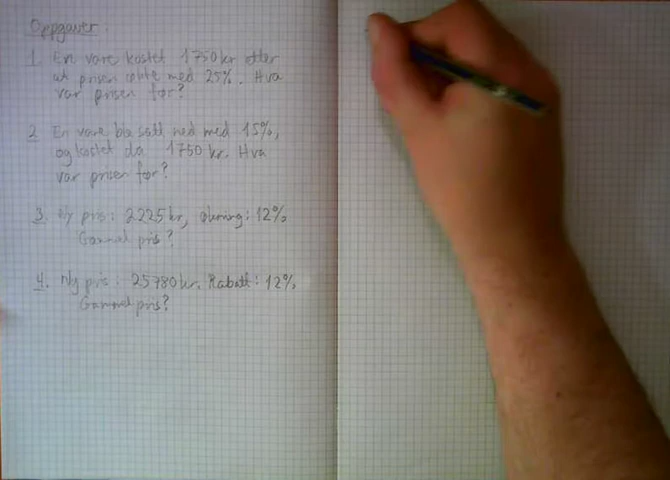 Oppgaver.
1. En vare kostet 1750 kr etter
at prisen økte med 25%. Hva
var prisen før?
2. En vare ble satt ned med 15%,
og kostet da 1750 kr. Hva
var prisen før?
3. Ny pris: 2225 kr, økning: 12%
Gammel pris?
4. Ny pris: 25780 kr. Rabatt: 12%
Gammel pris?